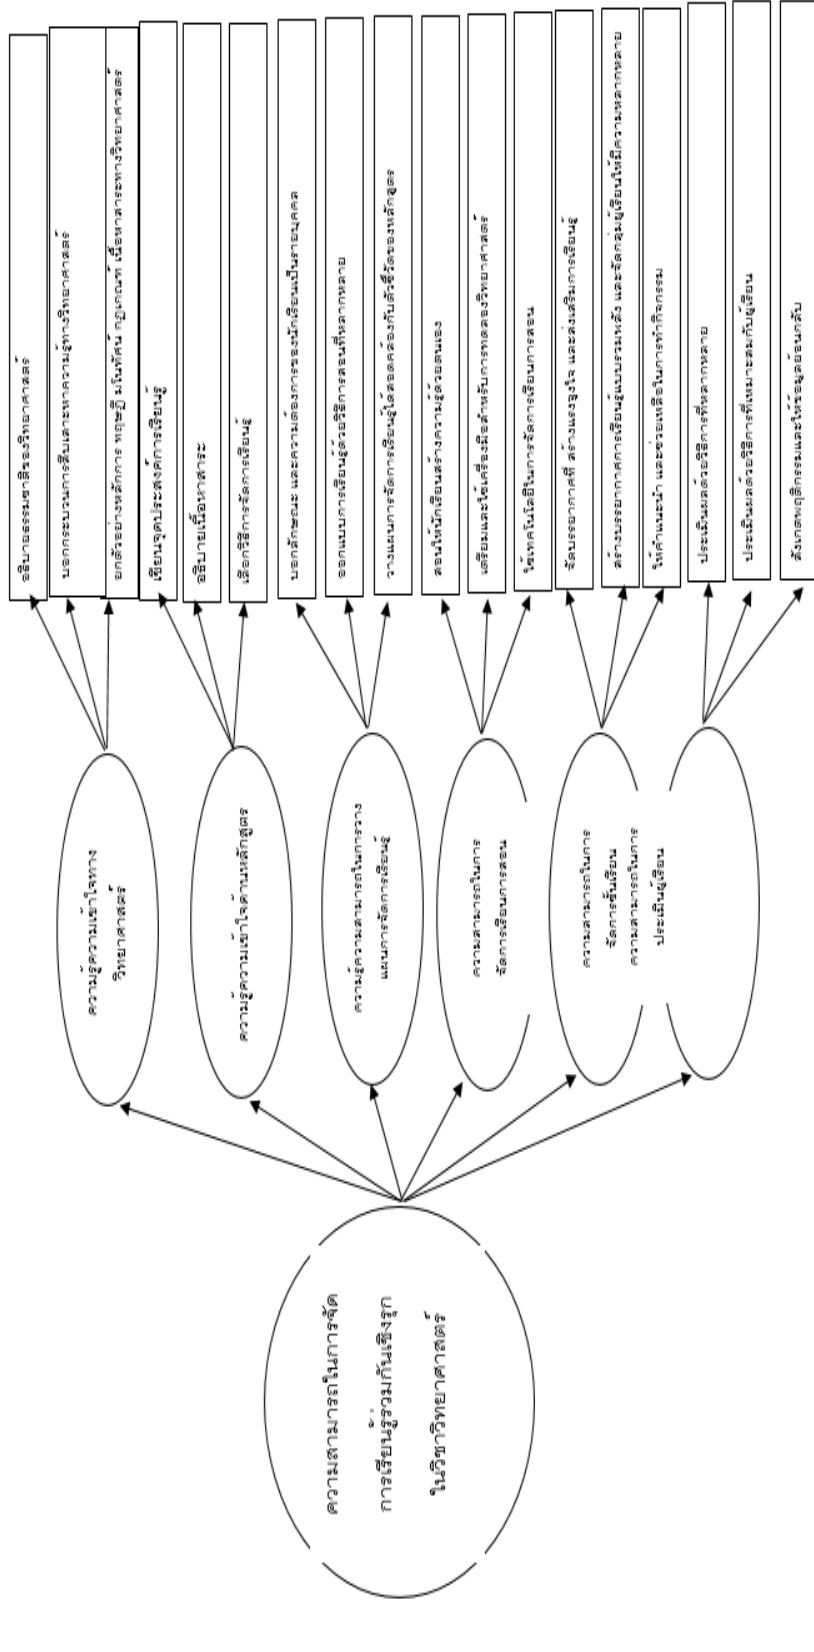 ความสามารถในการจัด
การเรียนรู้รวมกันเชิงรุก
ในวิชาวิทยาศาสตร์
ความรู้ความเข้าใจทาง
วิทยาศาสตร์
ความรู้ความเข้าใจด้านหลักสูตร
ความรู้ความสามารถในการวาง
แผนการจัดการเรียนรู้
ความสามารถในการ
จัดการเรียนการสอน
ความสามารถในการ
จัดการชั้นเรียน
ความสามารถในการ
ประเมินผู้เรียน
อธิบายธรรมชาติของวิทยาศาสตร์
บอกกระบวนการสืบเสาะหาความรู้ทางวิทยาศาสตร์
ยกตัวอย่างหลักการ ทฤษฎี มโนทัศน์ กฎเกณฑ์ เนื้อหาสาระทางวิทยาศาสตร์
เขียนจุดประสงค์การเรียนรู้
อธิบายเนื้อหาสาระ
เลือกวิธีการจัดการเรียนรู้
บอกลักษณะ และความต้องการของนักเรียนเป็นรายบุคคล
ออกแบบการเรียนรู้ด้วยวิธีการสอนที่หลากหลาย
วางแผนการจัดการเรียนรู้ได้สอดคล้องกับตัวชี้วัดของหลักสูตร
สอนให้นักเรียนสร้างความรู้ด้วยตนเอง
เตรียมและใช้เครื่องมือสำหรับการทดลองวิทยาศาสตร์
ใช้เทคโนโลยีในการจัดการเรียนการสอน
จัดบรรยากาศที่ สร้างแรงจูงใจ และส่งเสริมการเรียนรู้
สร้างบรรยากาศการเรียนรู้แบบรวมพลัง และจัดกลุ่มผู้เรียนให้มีความหลากหลาย
ให้คำแนะนำ และช่วยเหลือในการทำกิจกรรม
ประเมินผลด้วยวิธีการที่หลากหลาย
ประเมินผลด้วยวิธีการที่เหมาะสมกับผู้เรียน
สังเกตพฤติกรรมและให้ข้อมูลย้อนกลับ